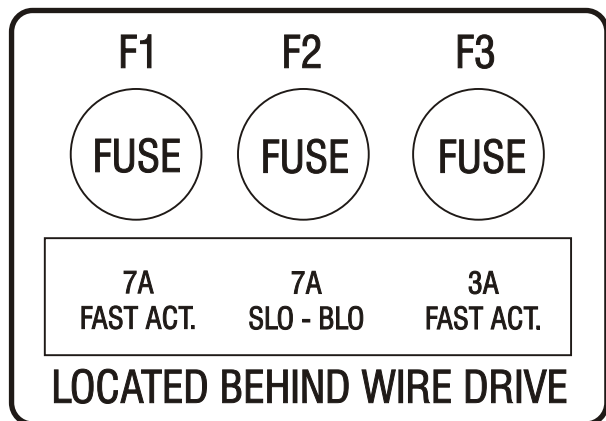 F1 F2 F3
FUSE FUSE FUSE
7A 7A 3A
FAST ACT. SLO - BLO FAST ACT.
LOCATED BEHIND WIRE DRIVE